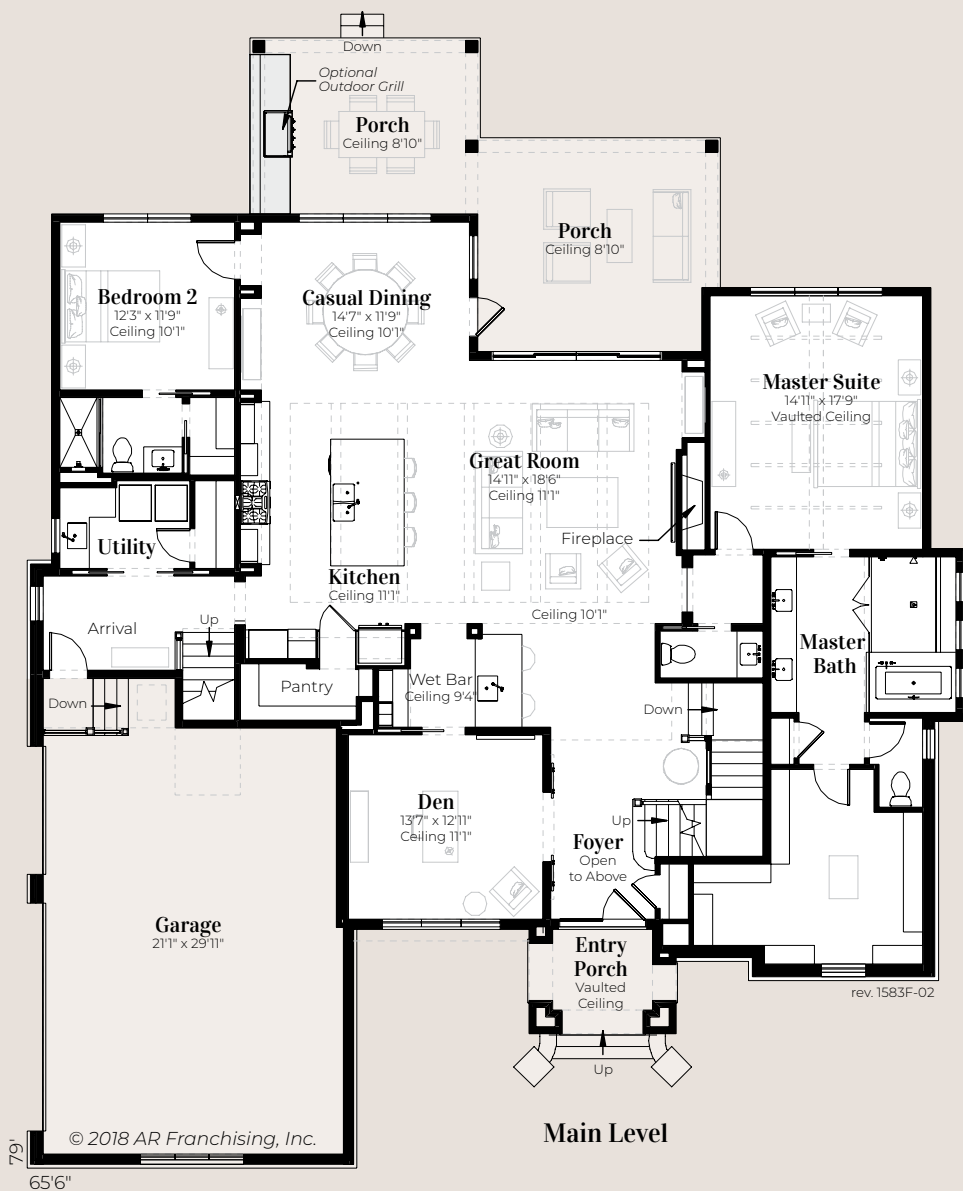 Down
Optional
Outdoor Grill
Porch
Ceiling 8'10"
Porch
Ceiling 8'10"
Bedroom 2
12'3" x 11'9"
Ceiling 10'1"
Casual Dining
14'7" x 11'9"
Ceiling 10'1"
Master Suite
14'11" x 17'9"
Vaulted Ceiling
Great Room
14'11" x 18'6"
Ceiling 11'1"
Fireplace
Utility
Kitchen
Ceiling 11'1"
Ceiling 10'1"
Arrival
Up
Master
Bath
Pantry
Wet Bar
Ceiling 9'4"
Down
Down
Den
13'7" x 12'11"
Ceiling 11'1"
Up
Foyer
Open
to Above
Garage
21'1" x 29'11"
Entry
Porch
Vaulted
Ceiling
rev. 1583F-02
Up
Main Level
© 2018 AR Franchising, Inc.
79'
65'6"